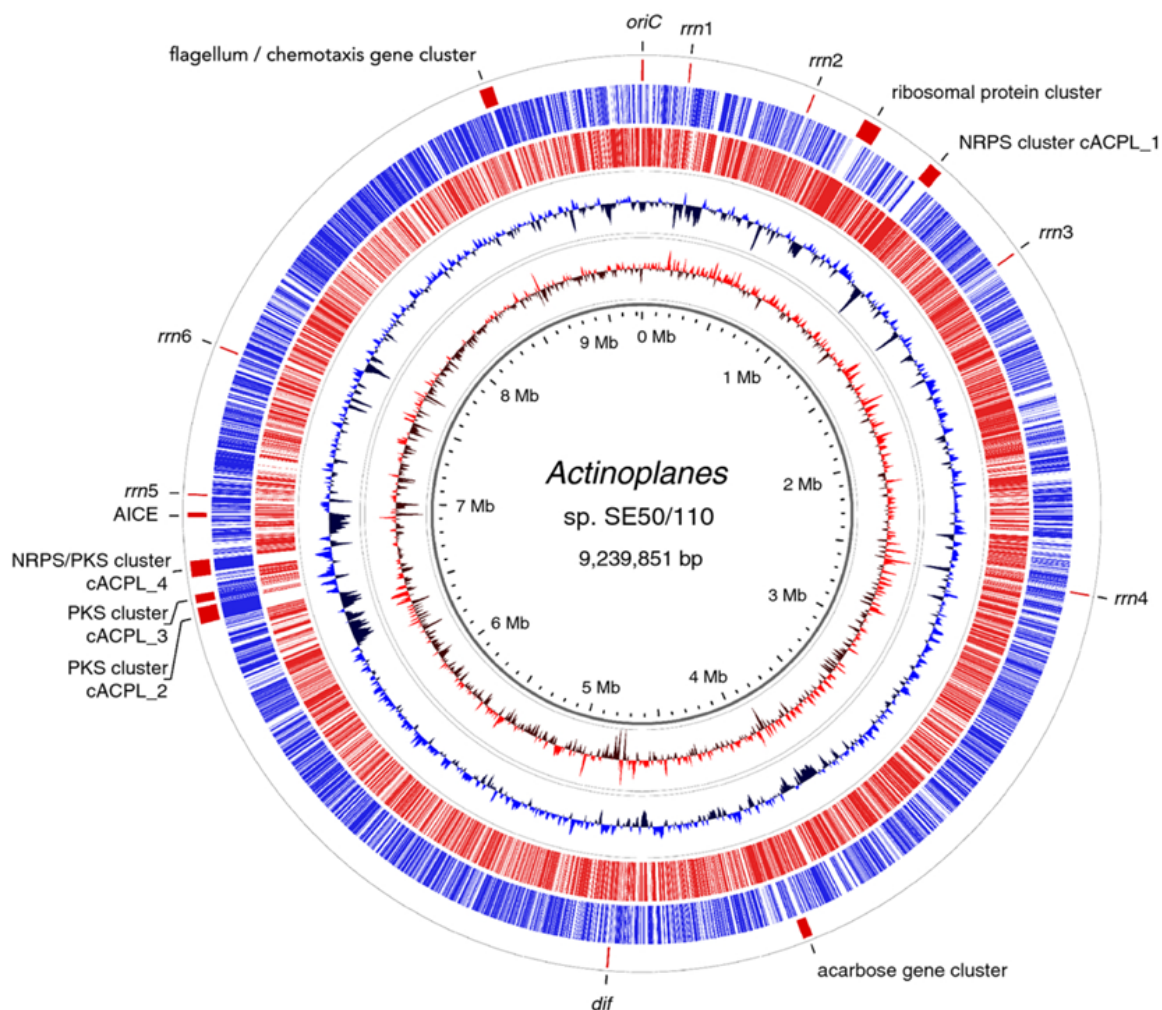 oriC
rrn1
rrn2
flagellum / chemotaxis gene cluster
ribosomal protein cluster
NRPS cluster cACPL_1
rrn3
rrn4
acarbose gene cluster
dif
PKS cluster
cACPL_2
PKS cluster
cACPL_3
NRPS/PKS cluster
cACPL_4
AICE
rrn5
rrn6
0 Mb
1 Mb
2 Mb
3 Mb
4 Mb
5 Mb
6 Mb
7 Mb
8 Mb
9 Mb
Actinoplanes
sp. SE50/110
9,239,851 bp